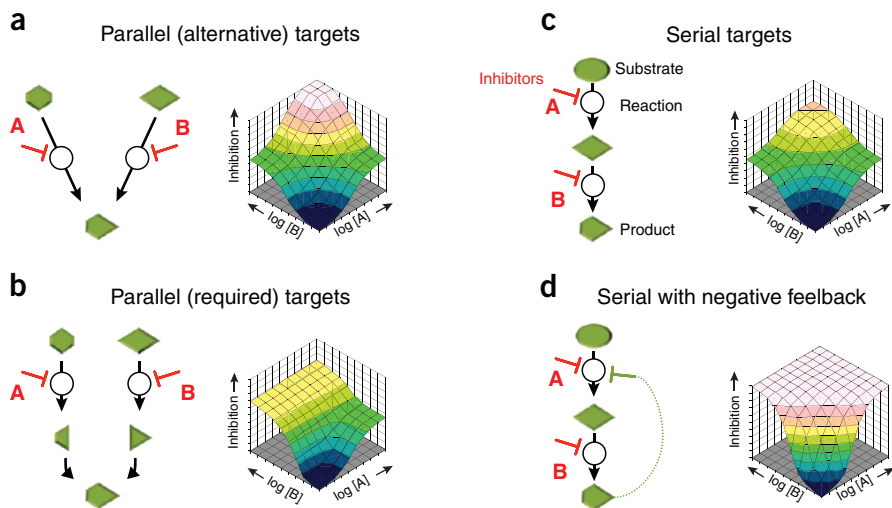 a
Parallel (alternative) targets
A
B
Inhibition
log [B]
log [A]
b
Parallel (required) targets
A
B
Inhibition
log [B]
log [A]
c
Serial targets
Inhibitors
Substrate
A
Reaction
B
Product
Inhibition
log [B]
log [A]
d
Serial with negative feelback
A
B
Inhibition
log [B]
log [A]